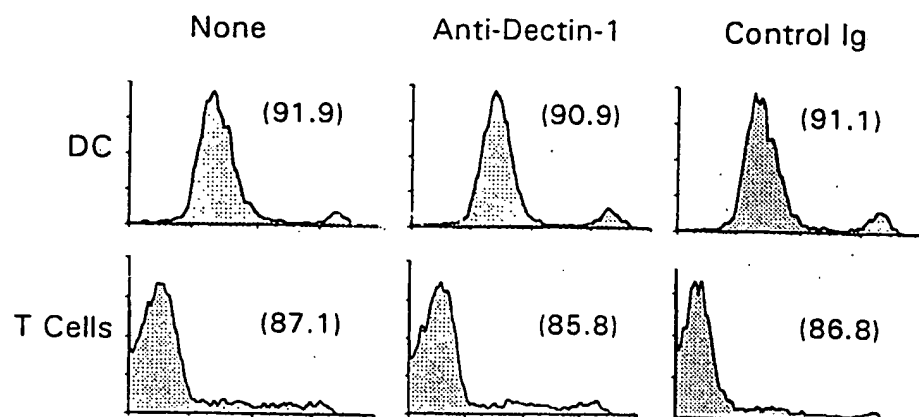 None Anti-Dectin-1 Control Ig
DC (91.9) (90.9) (91.1)
T Cells (87.1) (85.8) (86.8)